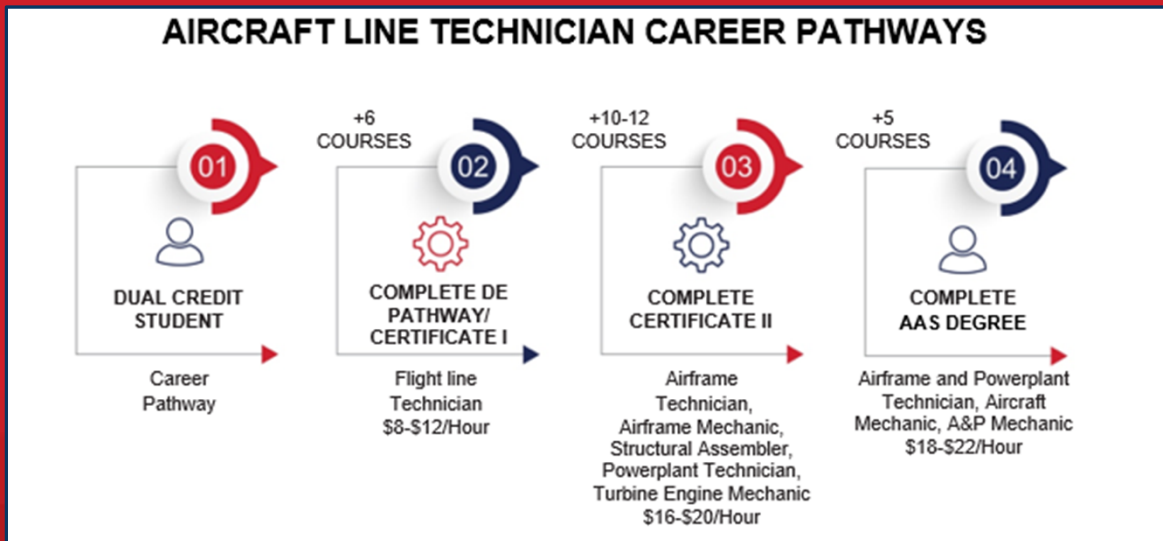 AIRCRAFT LINE TECHNICIAN CAREER PATHWAYS
01
DUAL CREDIT
STUDENT
Career
Pathway
+6
COURSES
02
COMPLETE DE
PATHWAY/
CERTIFICATE I
Flight line
Technician
$8-$12/Hour
+10-12
COURSES
03
COMPLETE
CERTIFICATE II
Airframe
Technician,
Airframe Mechanic,
Structural Assembler,
Powerplant Technician,
Turbine Engine Mechanic
$16-$20/Hour
+5
COURSES
04
COMPLETE
AAS DEGREE
Airframe and Powerplant
Technician, Aircraft
Mechanic, A&P Mechanic
$18-$22/Hour